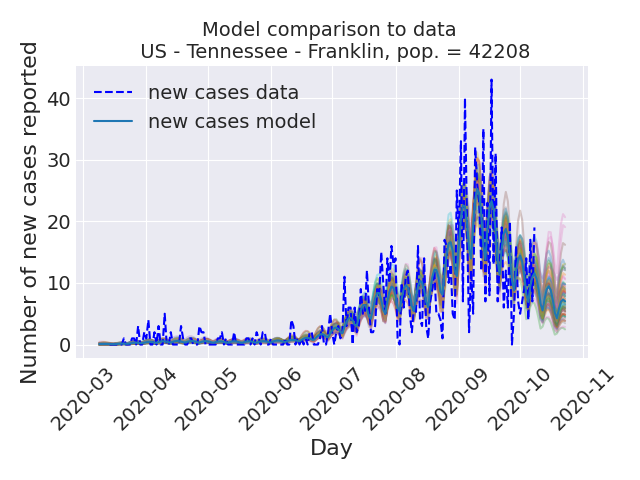 Model comparison to data
US - Tennessee - Franklin, pop. = 42208
Number of new cases reported
40
30
20
10
0
new cases data
new cases model
2020-03
2020-04
2020-05
2020-06
2020-07
2020-08
2020-09
2020-10
2020-11
Day